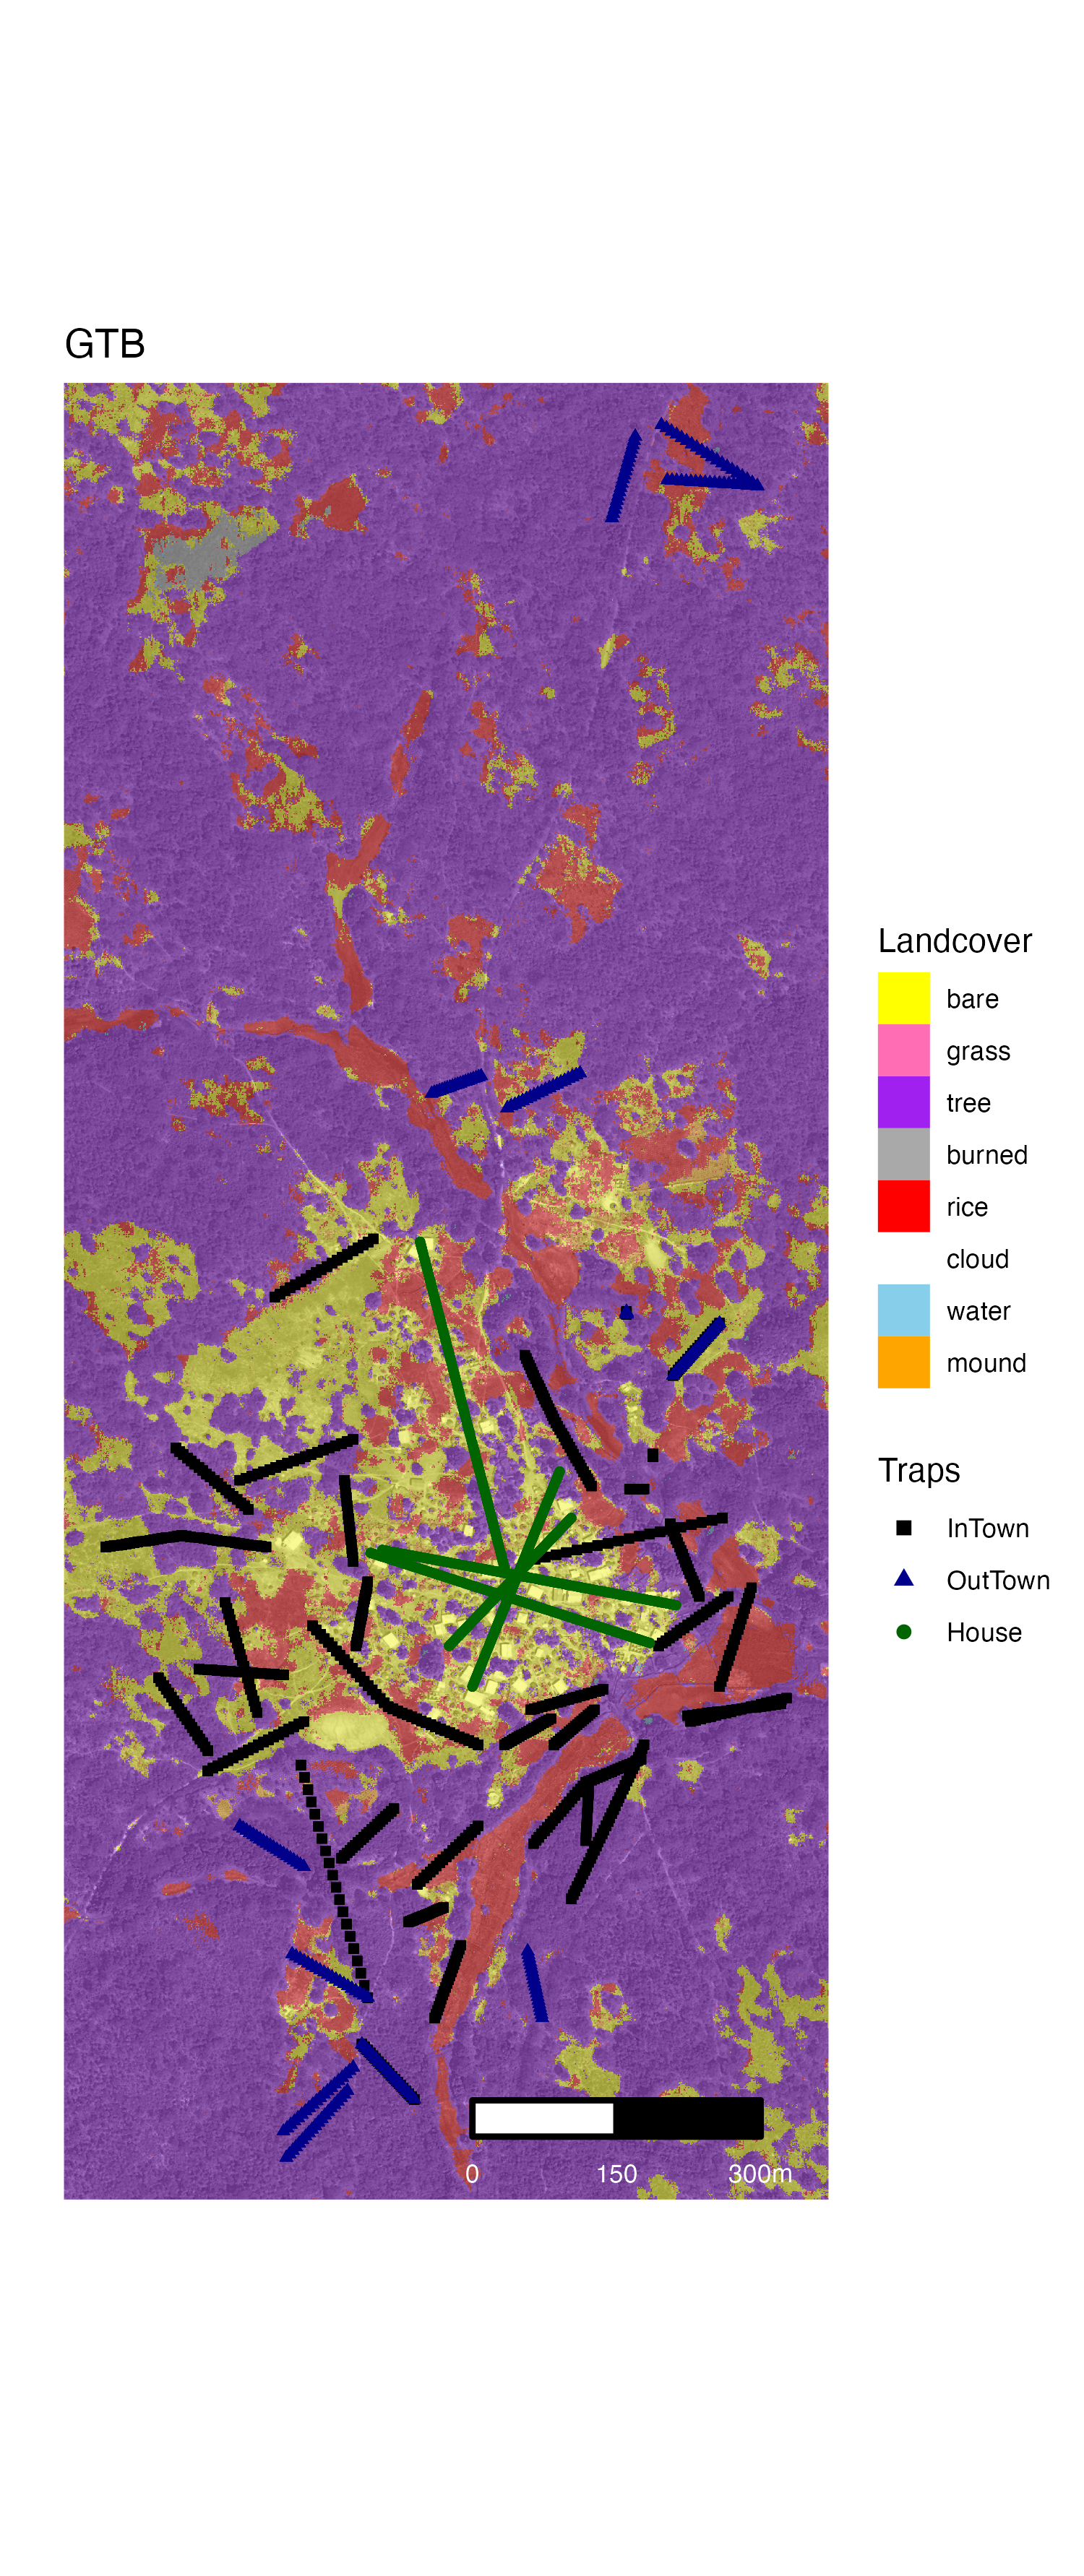 GTB
Landcover
bare
grass
tree
burned
rice
cloud
water
mound
Traps
InTown
OutTown
House
0 150 300m